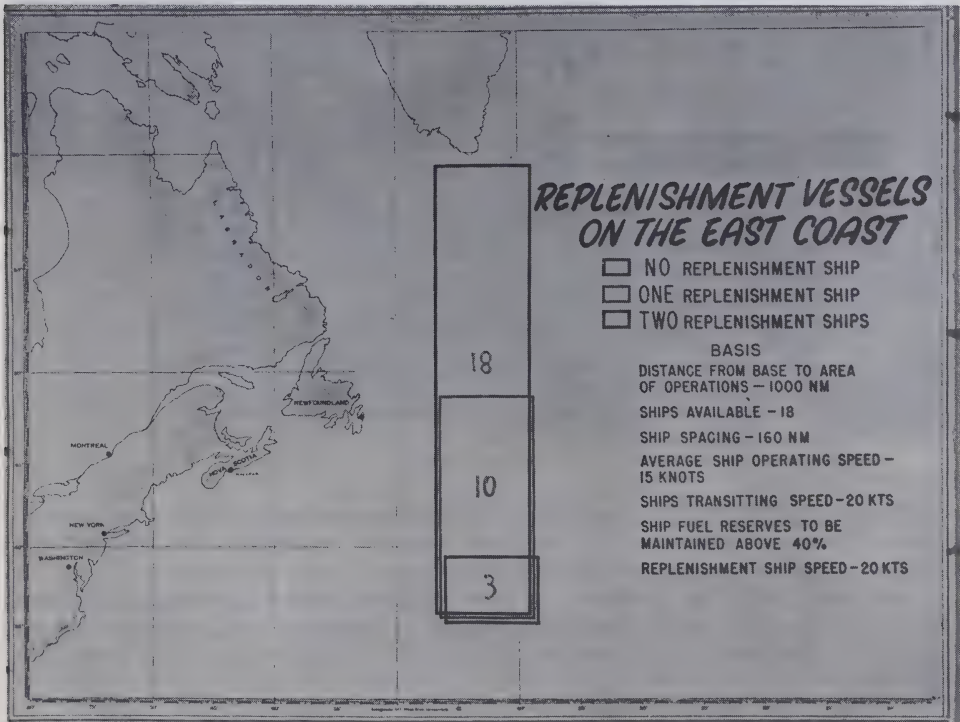 REPLENISHMENT VESSELS
ON THE EAST COAST
NO REPLENISHMENT SHIP
ONE REPLENISHMENT SHIP
TWO REPLENISHMENT SHIPS
BASIS
DISTANCE FROM BASE TO AREA
OF OPERATIONS – 1000 NM
SHIPS AVAILABLE – 18
SHIP SPACING – 160 NM
AVERAGE SHIP OPERATING SPEED –
15 KNOTS
SHIPS TRANSITTING SPEED – 20 KTS
SHIP FUEL RESERVES TO BE
MAINTAINED ABOVE 40%
REPLENISHMENT SHIP SPEED – 20 KTS
18
10
3
LABRADOR
NEWFOUNDLAND
MONTREAL
NOVA SCOTIA
NEW YORK
WASHINGTON